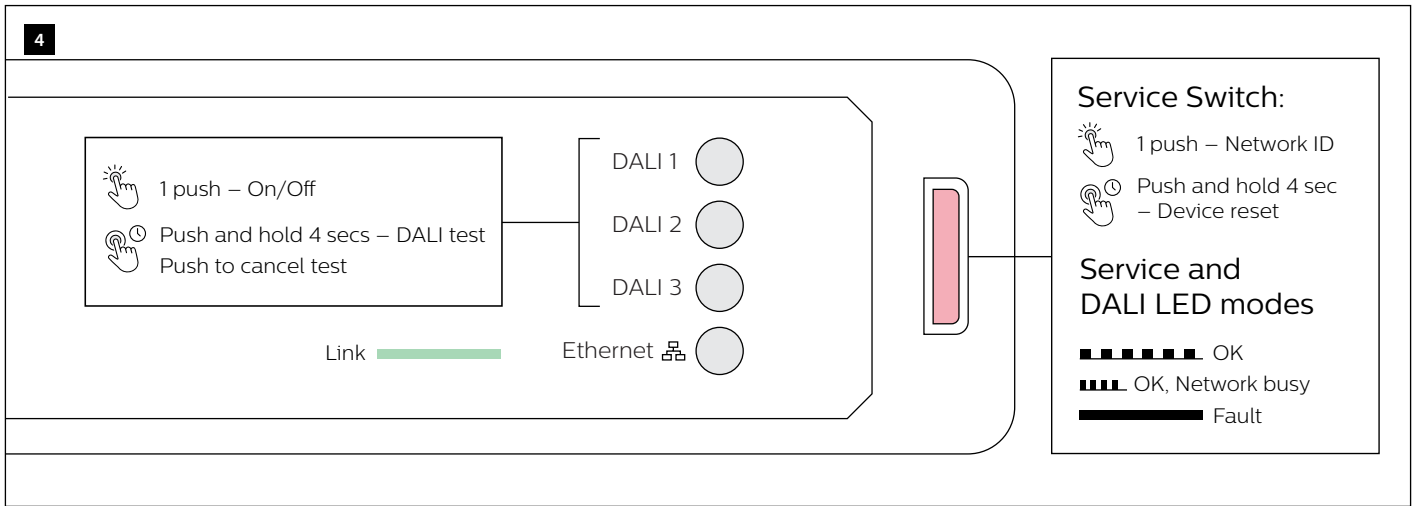 4
1 push – On/Off
Push and hold 4 secs – DALI test
Push to cancel test
DALI 1
DALI 2
DALI 3
Link
Ethernet
Service Switch:
1 push – Network ID
Push and hold 4 sec
– Device reset
Service and
DALI LED modes
OK
OK, Network busy
Fault